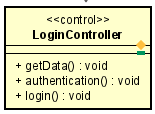 <<control>>
LoginController
+ getData() : void
+ authentication() : void
+ login() : void